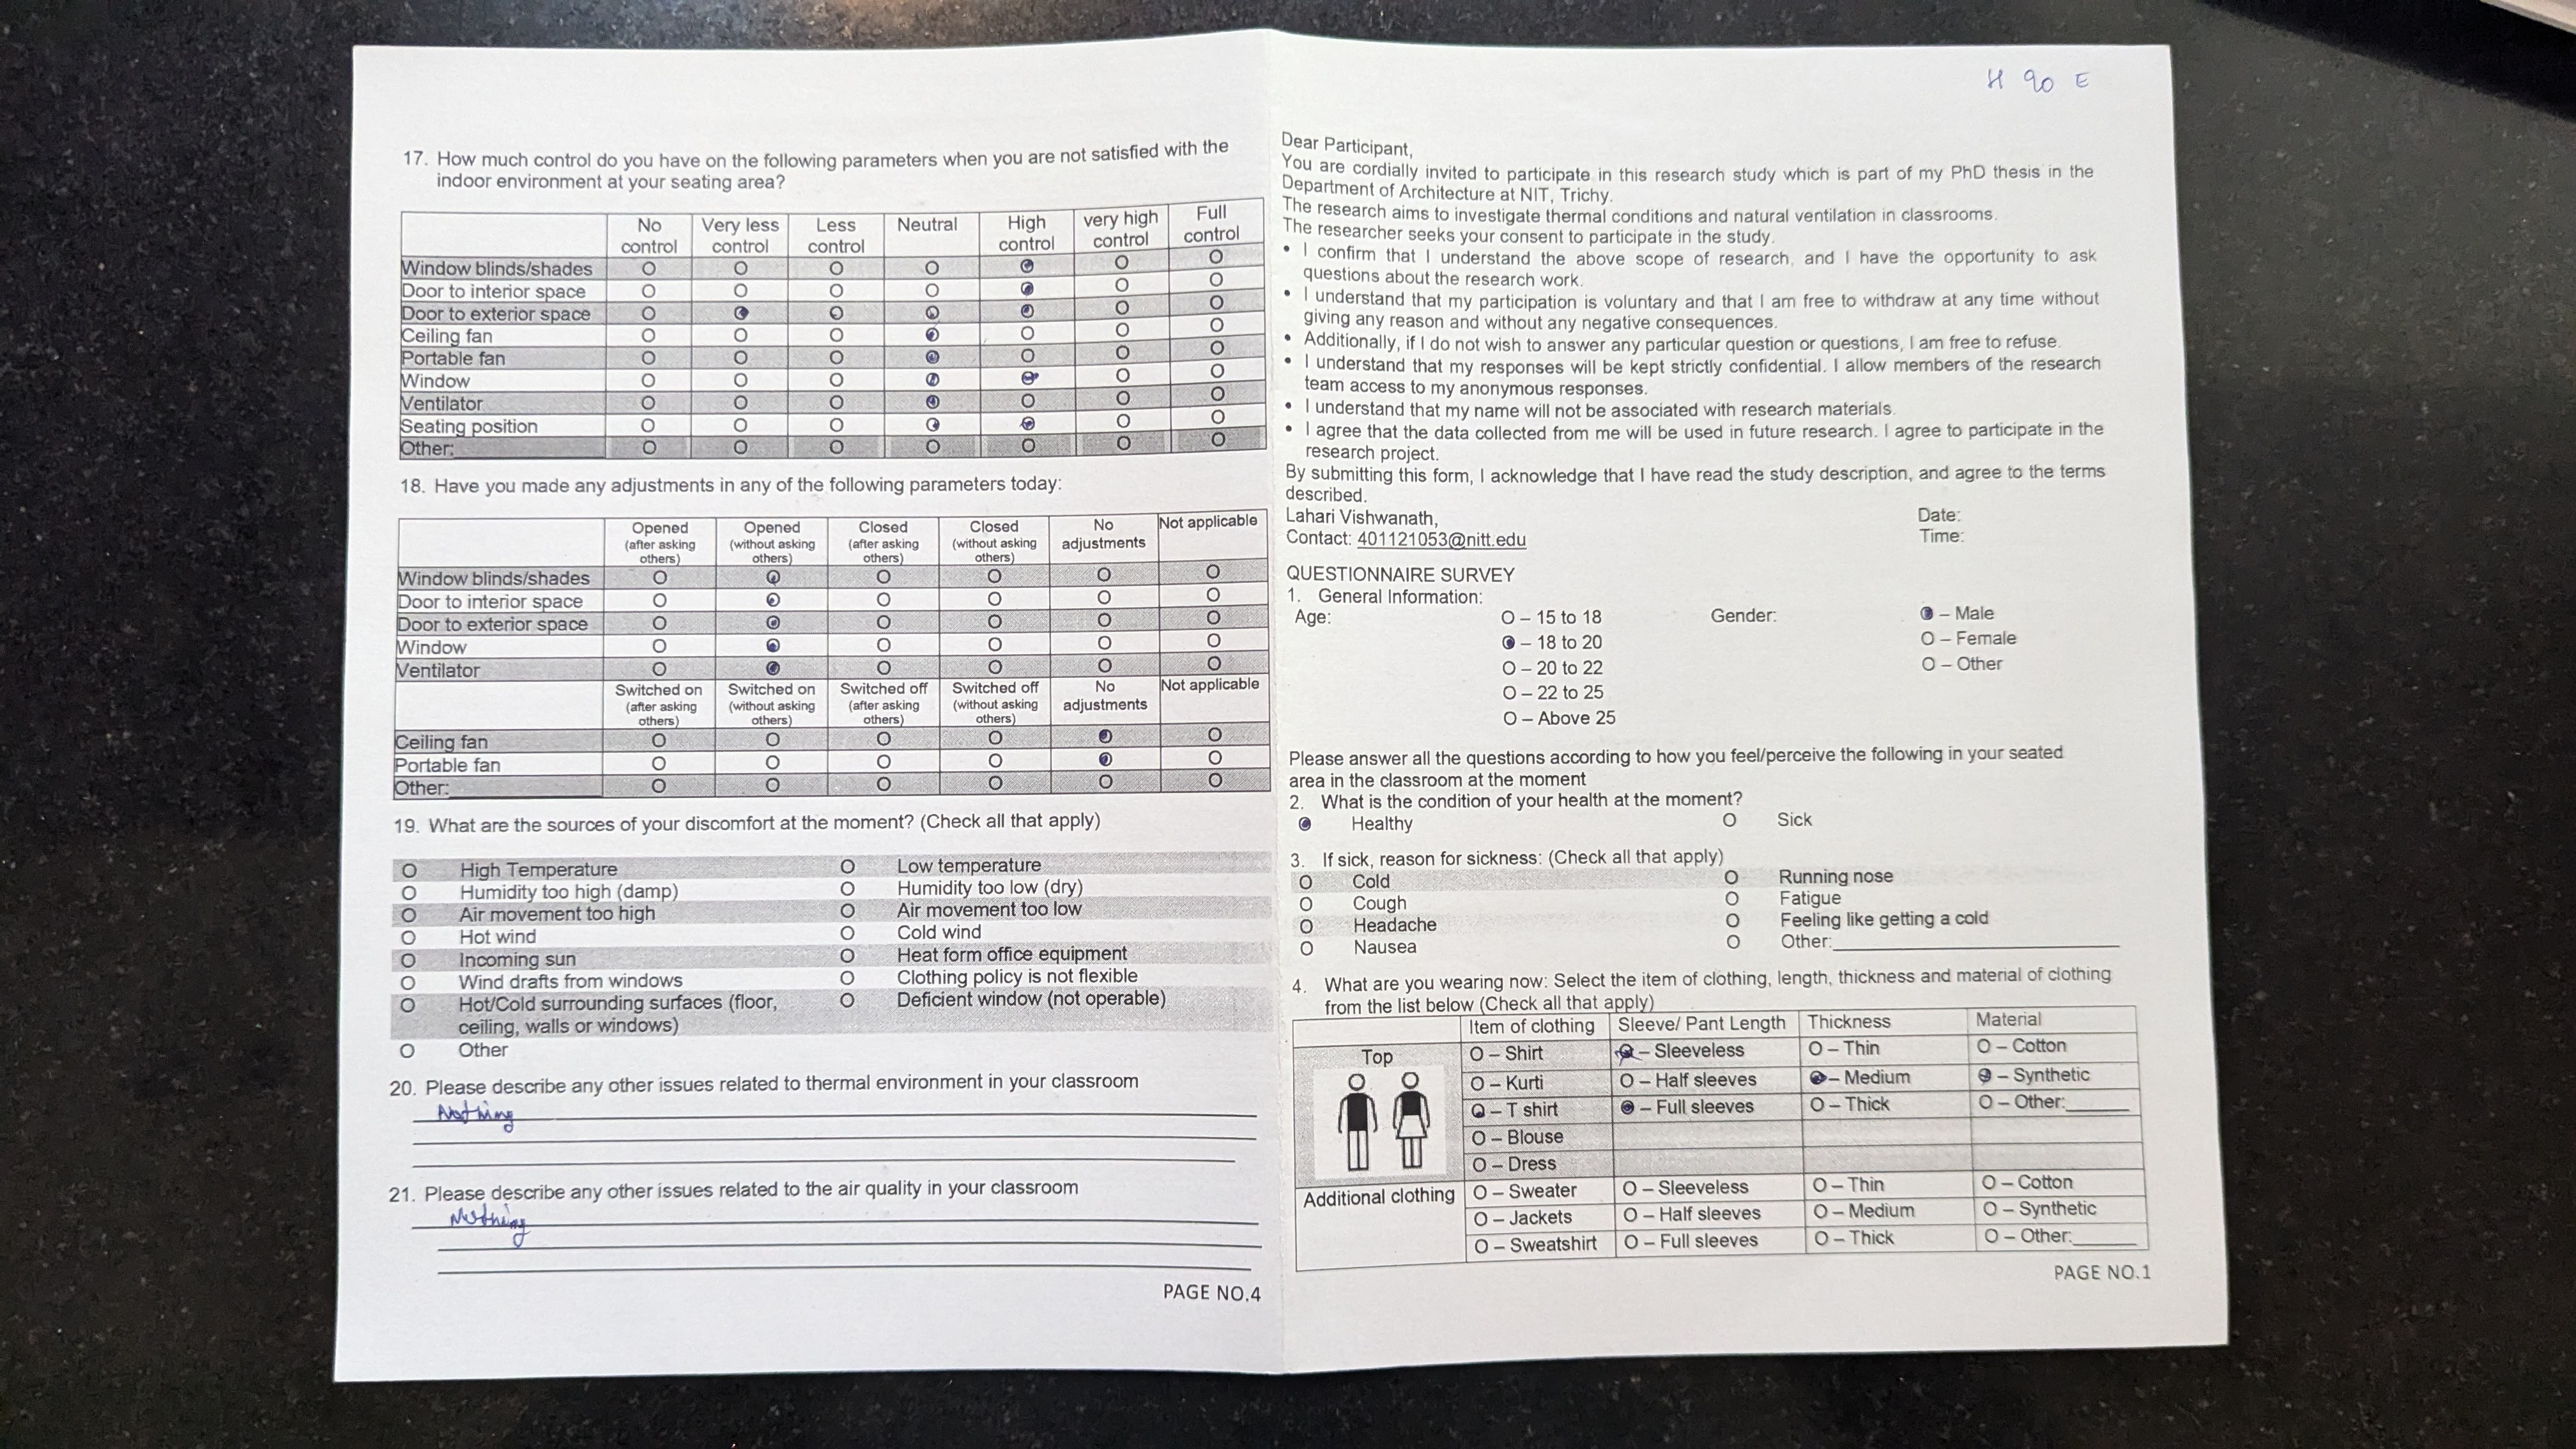 17. How much control do you have on the following parameters when you are not satisfied with the
indoor environment at your seating area?
No control Very less control Less control Neutral High control very high control Full control
Window blinds/shades O O O O O O O
Door to interior space O O O O O O O
Door to exterior space O O O O O O O
Ceiling fan O O O O O O O
Portable fan O O O O O O O
Window O O O O O O O
Ventilator O O O O O O O
Seating position O O O O O O O
Other: O O O O O O O
18. Have you made any adjustments in any of the following parameters today:
Opened (after asking others) Opened (without asking others) Closed (after asking others) Closed (without asking others) No adjustments Not applicable
Window blinds/shades O O O O O O
Door to interior space O O O O O O
Door to exterior space O O O O O O
Window O O O O O O
Ventilator O O O O O O
Switched on (after asking others) Switched on (without asking others) Switched off (after asking others) Switched off (without asking others) No adjustments Not applicable
Ceiling fan O O O O O O
Portable fan O O O O O O
Other: O O O O O O
19. What are the sources of your discomfort at the moment? (Check all that apply)
O High Temperature O Low temperature
O Humidity too high (damp) O Humidity too low (dry)
O Air movement too high O Air movement too low
O Hot wind O Cold wind
O Incoming sun O Heat form office equipment
O Wind drafts from windows O Clothing policy is not flexible
O Hot/Cold surrounding surfaces (floor, O Deficient window (not operable)
ceiling, walls or windows)
O Other
20. Please describe any other issues related to thermal environment in your classroom
Nothing
21. Please describe any other issues related to the air quality in your classroom
Nothing
PAGE NO.4
H 90 E
Dear Participant,
You are cordially invited to participate in this research study which is part of my PhD thesis in the
Department of Architecture at NIT, Trichy.
The research aims to investigate thermal conditions and natural ventilation in classrooms.
The researcher seeks your consent to participate in the study.
• I confirm that I understand the above scope of research, and I have the opportunity to ask
questions about the research work.
• I understand that my participation is voluntary and that I am free to withdraw at any time without
giving any reason and without any negative consequences.
• Additionally, if I do not wish to answer any particular question or questions, I am free to refuse.
• I understand that my responses will be kept strictly confidential. I allow members of the research
team access to my anonymous responses.
• I understand that my name will not be associated with research materials.
• I agree that the data collected from me will be used in future research. I agree to participate in the
research project.
By submitting this form, I acknowledge that I have read the study description, and agree to the terms
described.
Lahari Vishwanath, Date:
Contact: 401121053@nitt.edu Time:
QUESTIONNAIRE SURVEY
1. General Information:
Age: O – 15 to 18 Gender: O – Male
O – 18 to 20 O – Female
O – 20 to 22 O – Other
O – 22 to 25
O – Above 25
Please answer all the questions according to how you feel/perceive the following in your seated
area in the classroom at the moment
2. What is the condition of your health at the moment?
O Healthy O Sick
3. If sick, reason for sickness: (Check all that apply)
O Cold O Running nose
O Cough O Fatigue
O Headache O Feeling like getting a cold
O Nausea O Other:
4. What are you wearing now: Select the item of clothing, length, thickness and material of clothing
from the list below (Check all that apply)
Item of clothing Sleeve/ Pant Length Thickness Material
Top O – Shirt O – Sleeveless O – Thin O – Cotton
O – Kurti O – Half sleeves O – Medium O – Synthetic
O – T shirt O – Full sleeves O – Thick O – Other:
O – Blouse
O – Dress
Additional clothing O – Sweater O – Sleeveless O – Thin O – Cotton
O – Jackets O – Half sleeves O – Medium O – Synthetic
O – Sweatshirt O – Full sleeves O – Thick O – Other:
PAGE NO.1